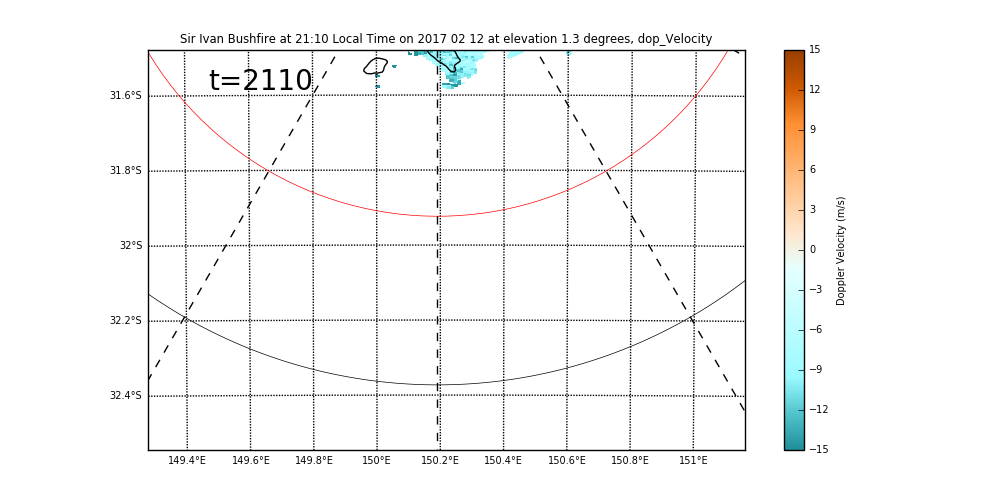 Sir Ivan Bushfire at 21:10 Local Time on 2017 02 12 at elevation 1.3 degrees, dop_Velocity
t=2110
31.6°S
31.8°S
32°S
32.2°S
32.4°S
149.4°E 149.6°E 149.8°E 150°E 150.2°E 150.4°E 150.6°E 150.8°E 151°E
15
12
9
6
3
0
−3
−6
−9
−12
−15
Doppler Velocity (m/s)